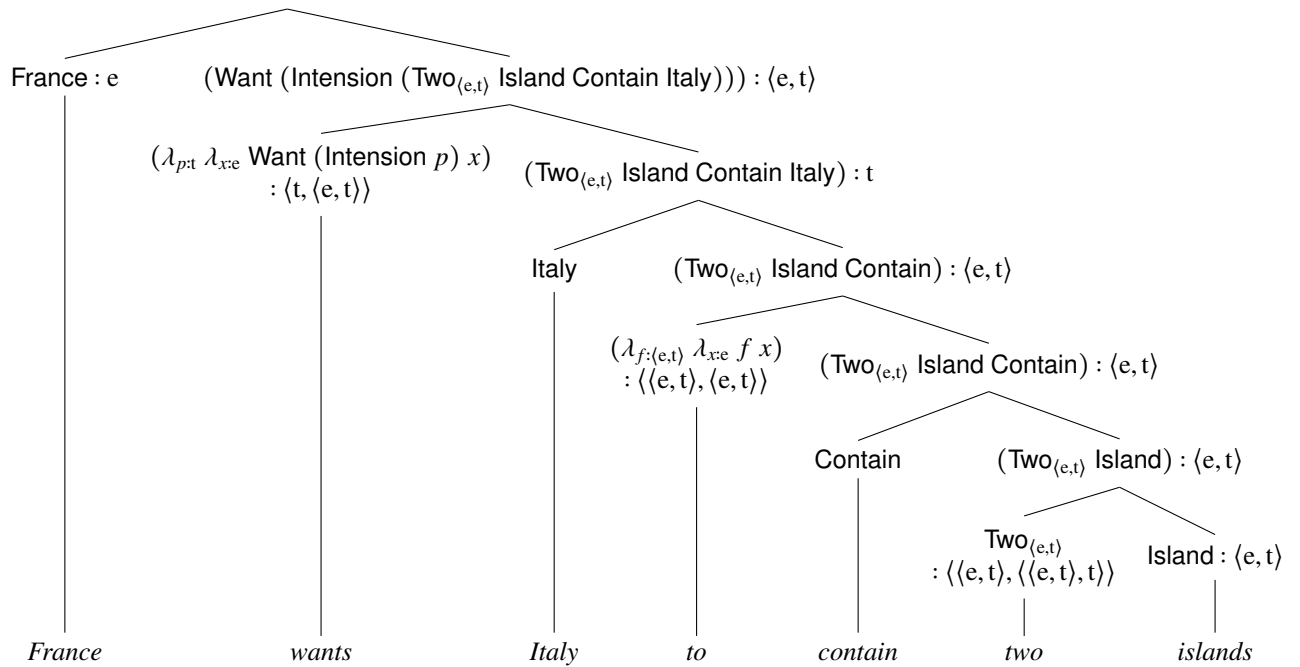 France : e
(Want (Intension (Two⟨e,t⟩ Island Contain Italy))) : ⟨e, t⟩
(λp:t λx:e Want (Intension p) x)
: ⟨t, ⟨e, t⟩⟩
(Two⟨e,t⟩ Island Contain Italy) : t
Italy
(Two⟨e,t⟩ Island Contain) : ⟨e, t⟩
(λf:⟨e,t⟩ λx:e f x)
: ⟨⟨e, t⟩, ⟨e, t⟩⟩
(Two⟨e,t⟩ Island Contain) : ⟨e, t⟩
Contain
(Two⟨e,t⟩ Island) : ⟨e, t⟩
Two⟨e,t⟩
: ⟨⟨e, t⟩, ⟨⟨e, t⟩, t⟩⟩
Island : ⟨e, t⟩
France wants Italy to contain two islands